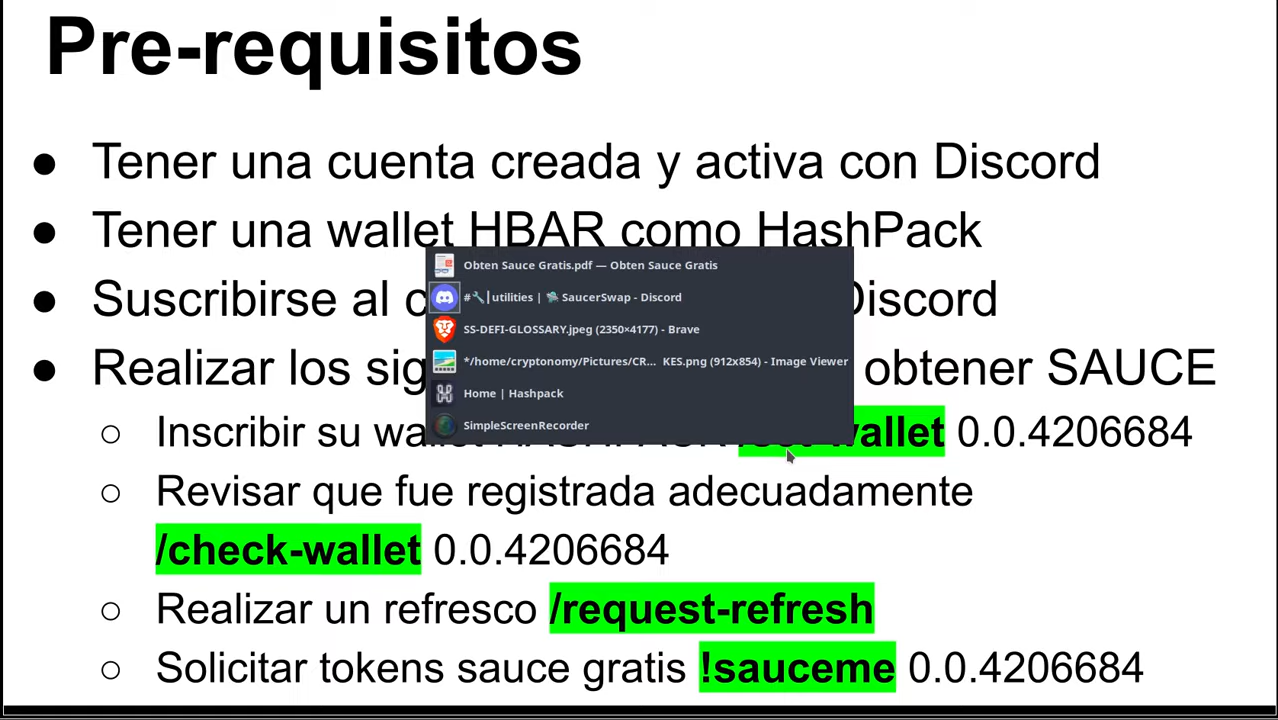 Pre-requisitos
● Tener una cuenta creada y activa con Discord
● Tener una wallet HBAR como HashPack
● Suscribirse al Discord
● Realizar los obtener SAUCE
○ Inscribir su 0.0.4206684
○ Revisar que fue registrada adecuadamente
/check-wallet 0.0.4206684
○ Realizar un refresco /request-refresh
○ Solicitar tokens sauce gratis !sauceme 0.0.4206684
Obten Sauce Gratis.pdf — Obten Sauce Gratis
#🔧|utilities | 🛸 SaucerSwap - Discord
SS-DEFI-GLOSSARY.jpeg (2350×4177) - Brave
*/home/cryptonomy/Pictures/CR... KES.png (912x854) - Image Viewer
Home | Hashpack
SimpleScreenRecorder